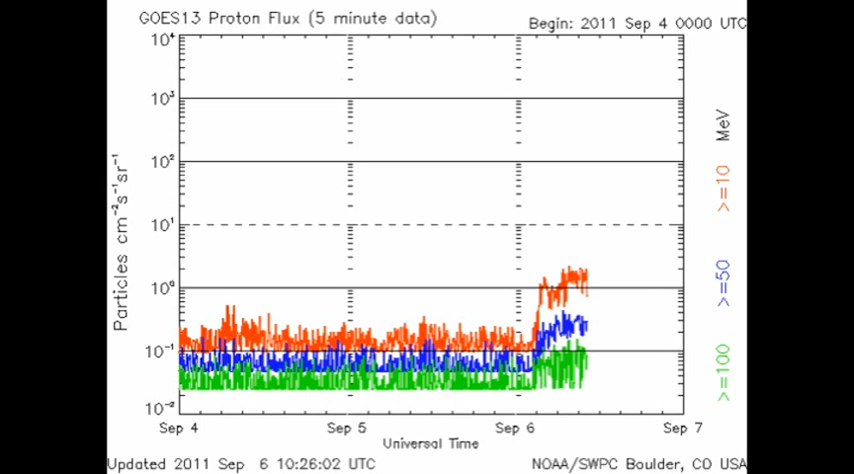 GOES13 Proton Flux (5 minute data)
Begin: 2011 Sep 4 0000 UTC
10⁴
10³
10²
10¹
10⁰
10⁻¹
10⁻²
Particles cm⁻²s⁻¹sr⁻¹
MeV
>=10
>=50
>=100
Sep 4
Sep 5
Sep 6
Sep 7
Universal Time
Updated 2011 Sep 6 10:26:02 UTC
NOAA/SWPC Boulder, CO USA